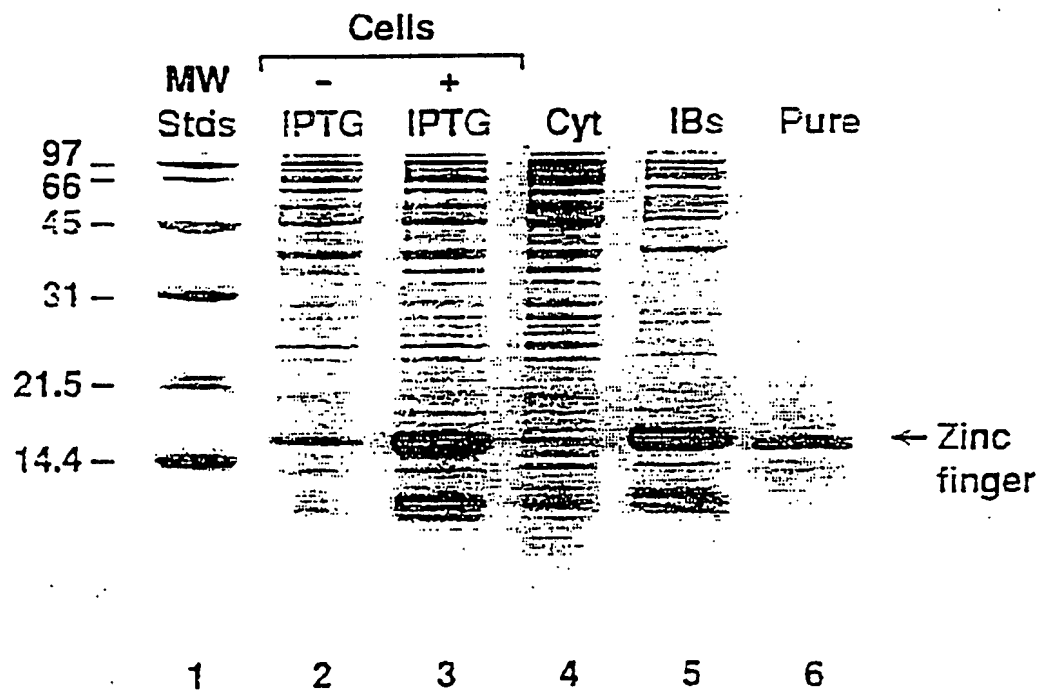 Cells
MW - +
Stds IPTG IPTG Cyt IBs Pure
97
66
45
31
21.5
14.4
← Zinc
finger
1 2 3 4 5 6